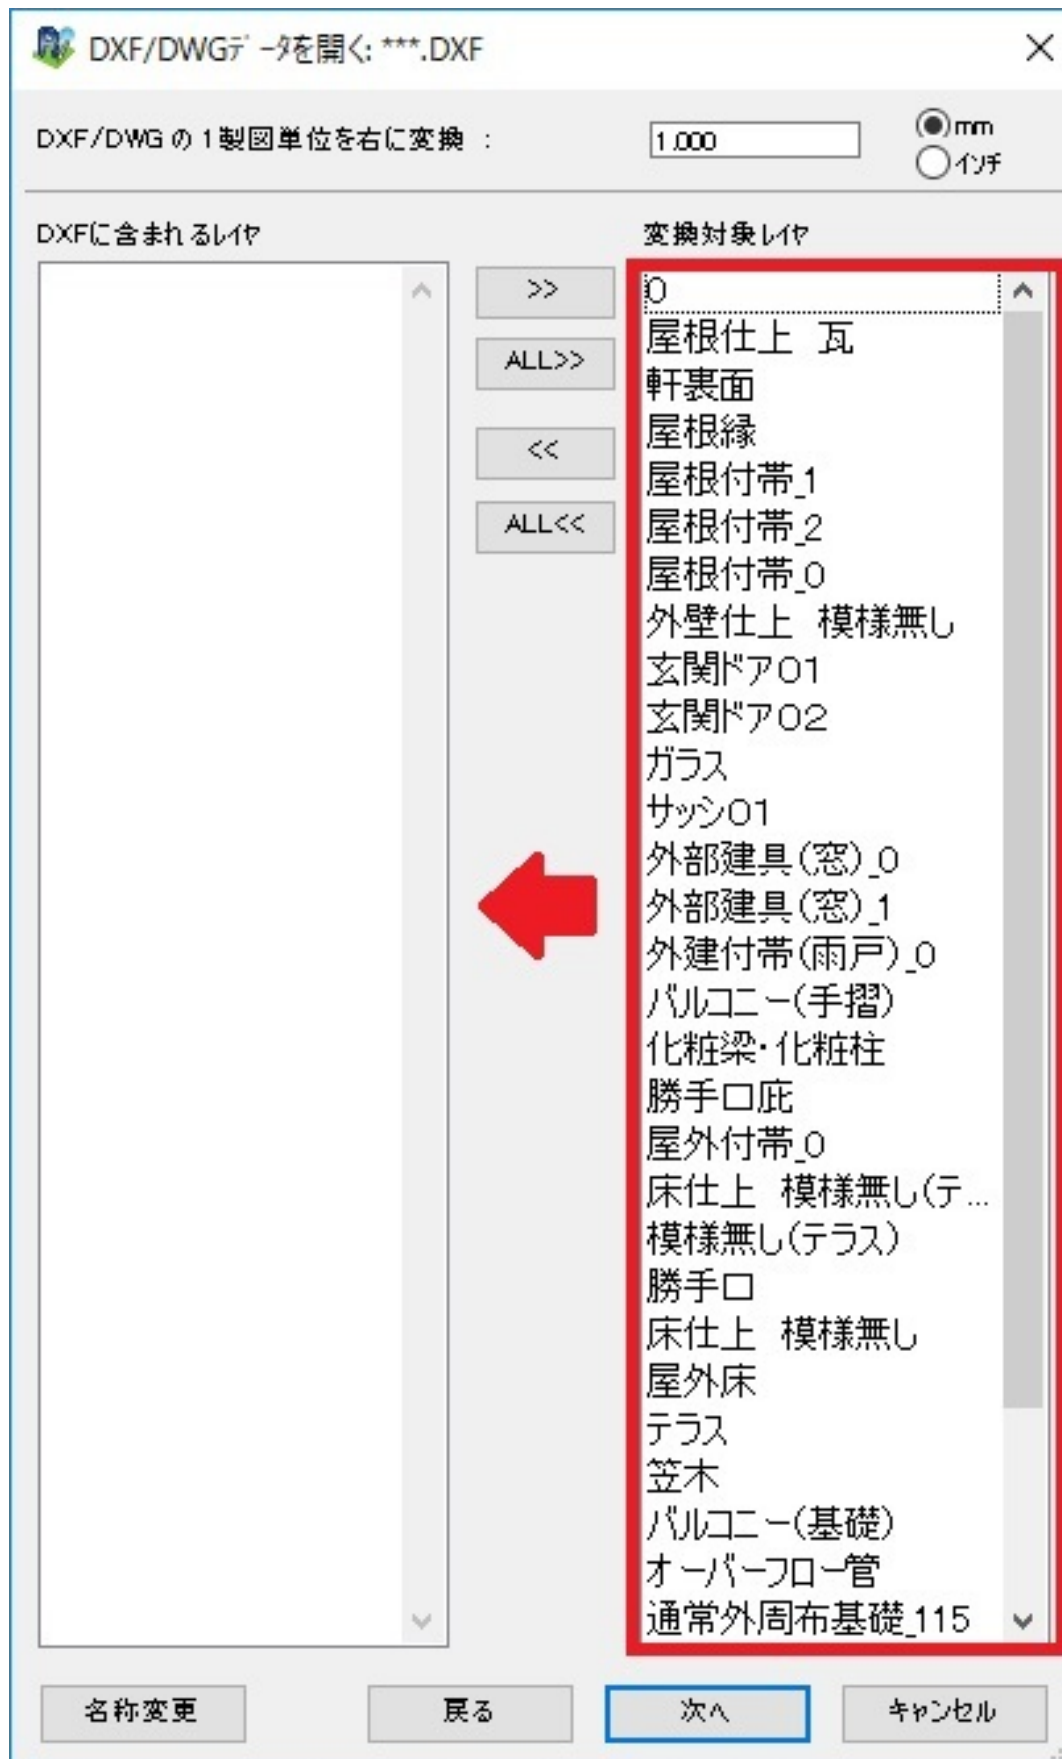 DXF/DWGデータを開く: ***.DXF
DXF/DWG の 1 製図単位を右に変換 :
1.000
mm
インチ
DXFに含まれるレイヤ
変換対象レイヤ
>>
ALL>>
<<
ALL<<
0
屋根仕上　瓦
軒裏面
屋根縁
屋根付帯_1
屋根付帯_2
屋根付帯_0
外壁仕上　模様無し
玄関ドア01
玄関ドア02
ガラス
サッシ01
外部建具(窓)_0
外部建具(窓)_1
外建付帯(雨戸)_0
バルコニー(手摺)
化粧梁・化粧柱
勝手口庇
屋外付帯_0
床仕上　模様無し(テ...
模様無し(テラス)
勝手口
床仕上　模様無し
屋外床
テラス
笠木
バルコニー(基礎)
オーバーフロー管
通常外周布基礎_115
名称変更
戻る
次へ
キャンセル